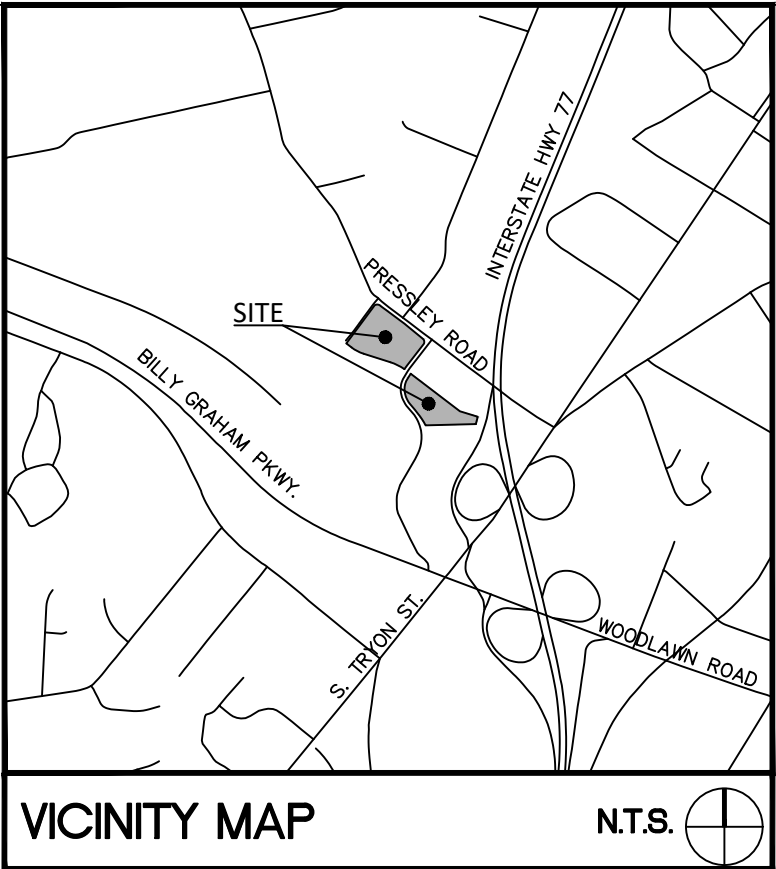 INTERSTATE HWY 77
PRESSLEY ROAD
SITE
BILLY GRAHAM PKWY.
S. TRYON ST.
WOODLAWN ROAD
VICINITY MAP
N.T.S.